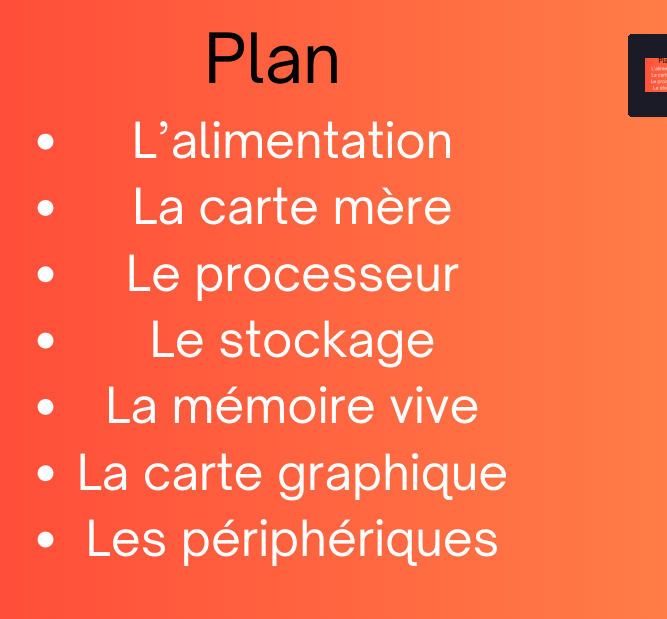 Plan
L’alimentation
La carte mère
Le processeur
Le stockage
La mémoire vive
La carte graphique
Les périphériques